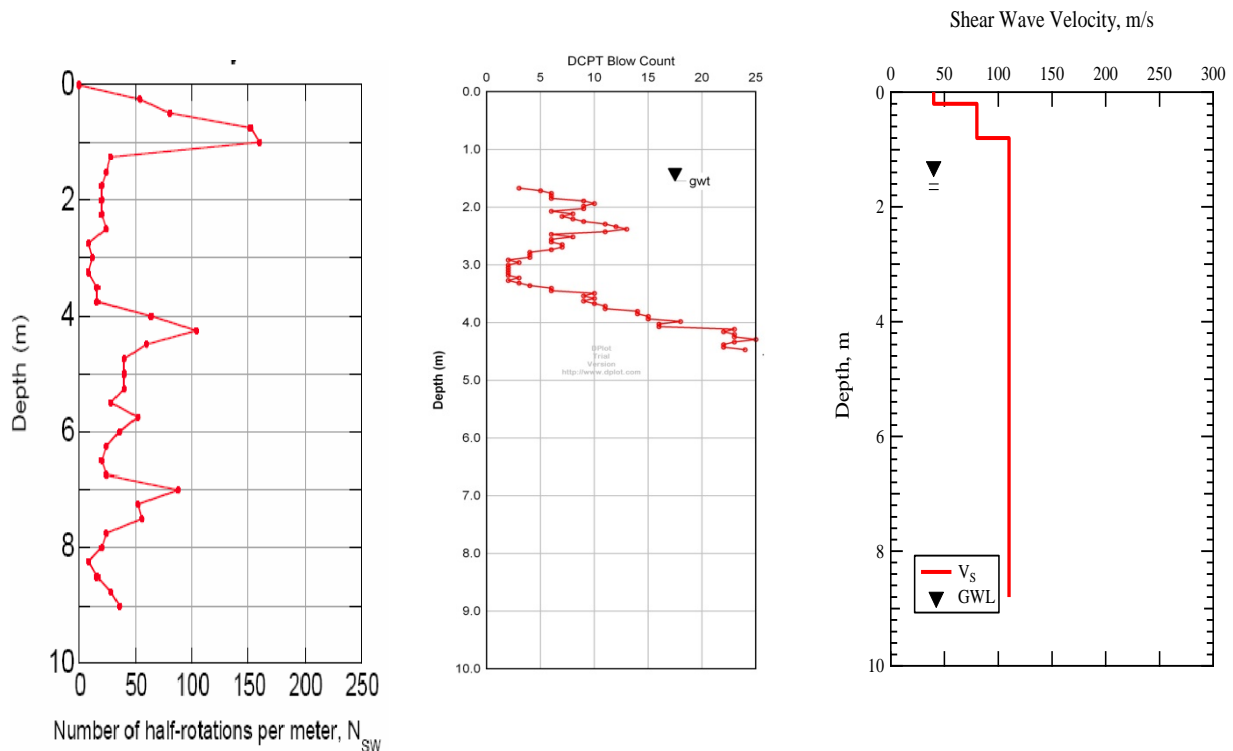 0
2
4
6
8
10
0 50 100 150 200 250
Depth (m)
Number of half-rotations per meter, N_SW
DCPT Blow Count
0 5 10 15 20 25
0.0
1.0
2.0
3.0
4.0
5.0
6.0
7.0
8.0
9.0
10.0
Depth (m)
gwt
DPlot
Trial
Version
http://www.dplot.com
Shear Wave Velocity, m/s
0 50 100 150 200 250 300
0
2
4
6
8
10
Depth, m
V_S
GWL